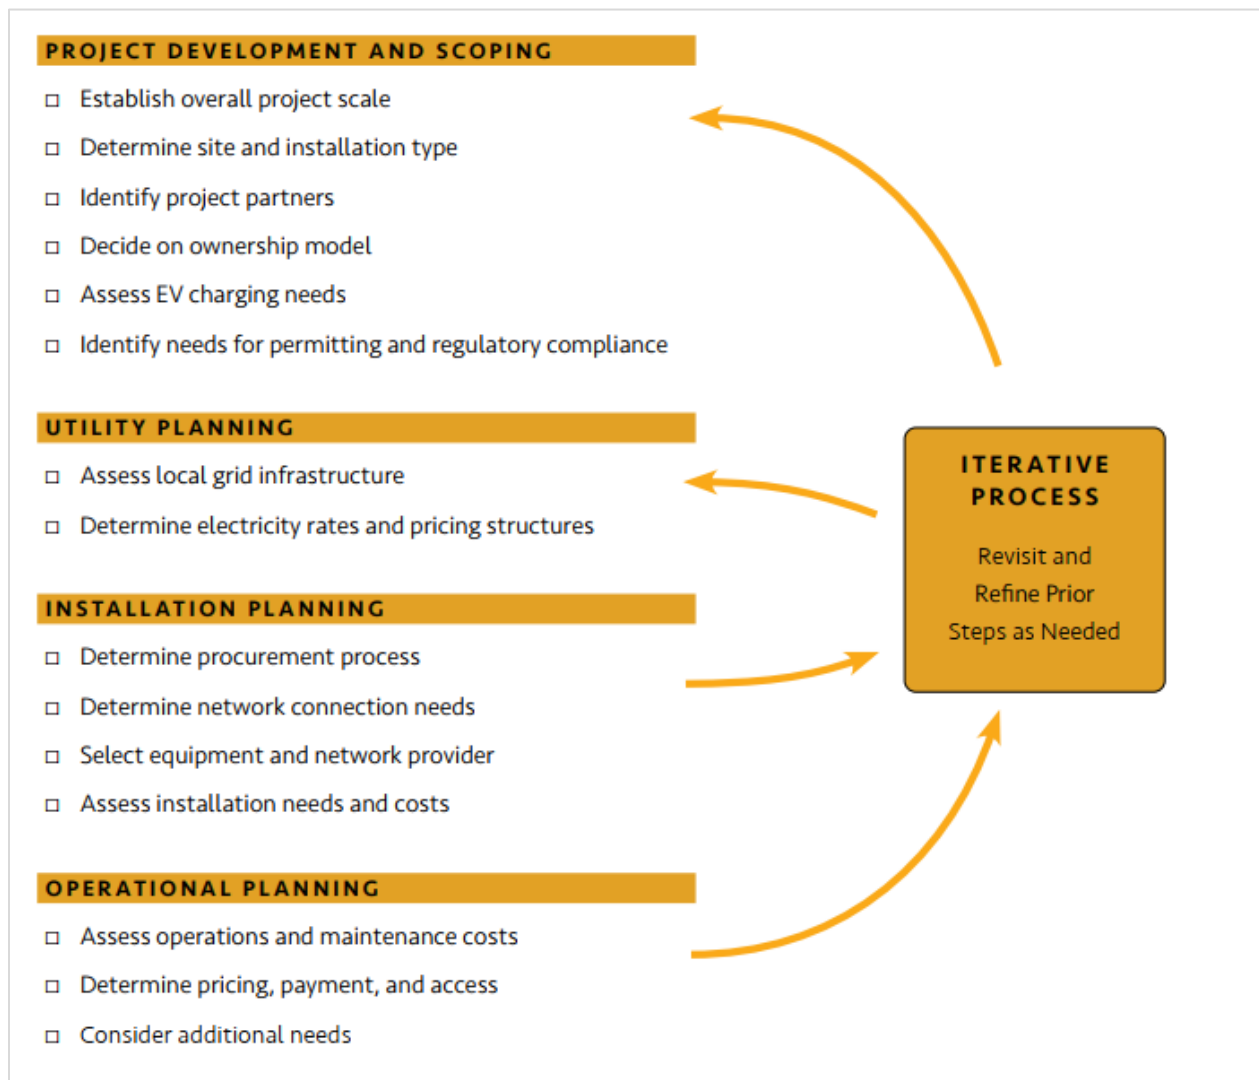 PROJECT DEVELOPMENT AND SCOPING
Establish overall project scale
Determine site and installation type
Identify project partners
Decide on ownership model
Assess EV charging needs
Identify needs for permitting and regulatory compliance
UTILITY PLANNING
Assess local grid infrastructure
Determine electricity rates and pricing structures
INSTALLATION PLANNING
Determine procurement process
Determine network connection needs
Select equipment and network provider
Assess installation needs and costs
OPERATIONAL PLANNING
Assess operations and maintenance costs
Determine pricing, payment, and access
Consider additional needs
ITERATIVE
PROCESS
Revisit and
Refine Prior
Steps as Needed